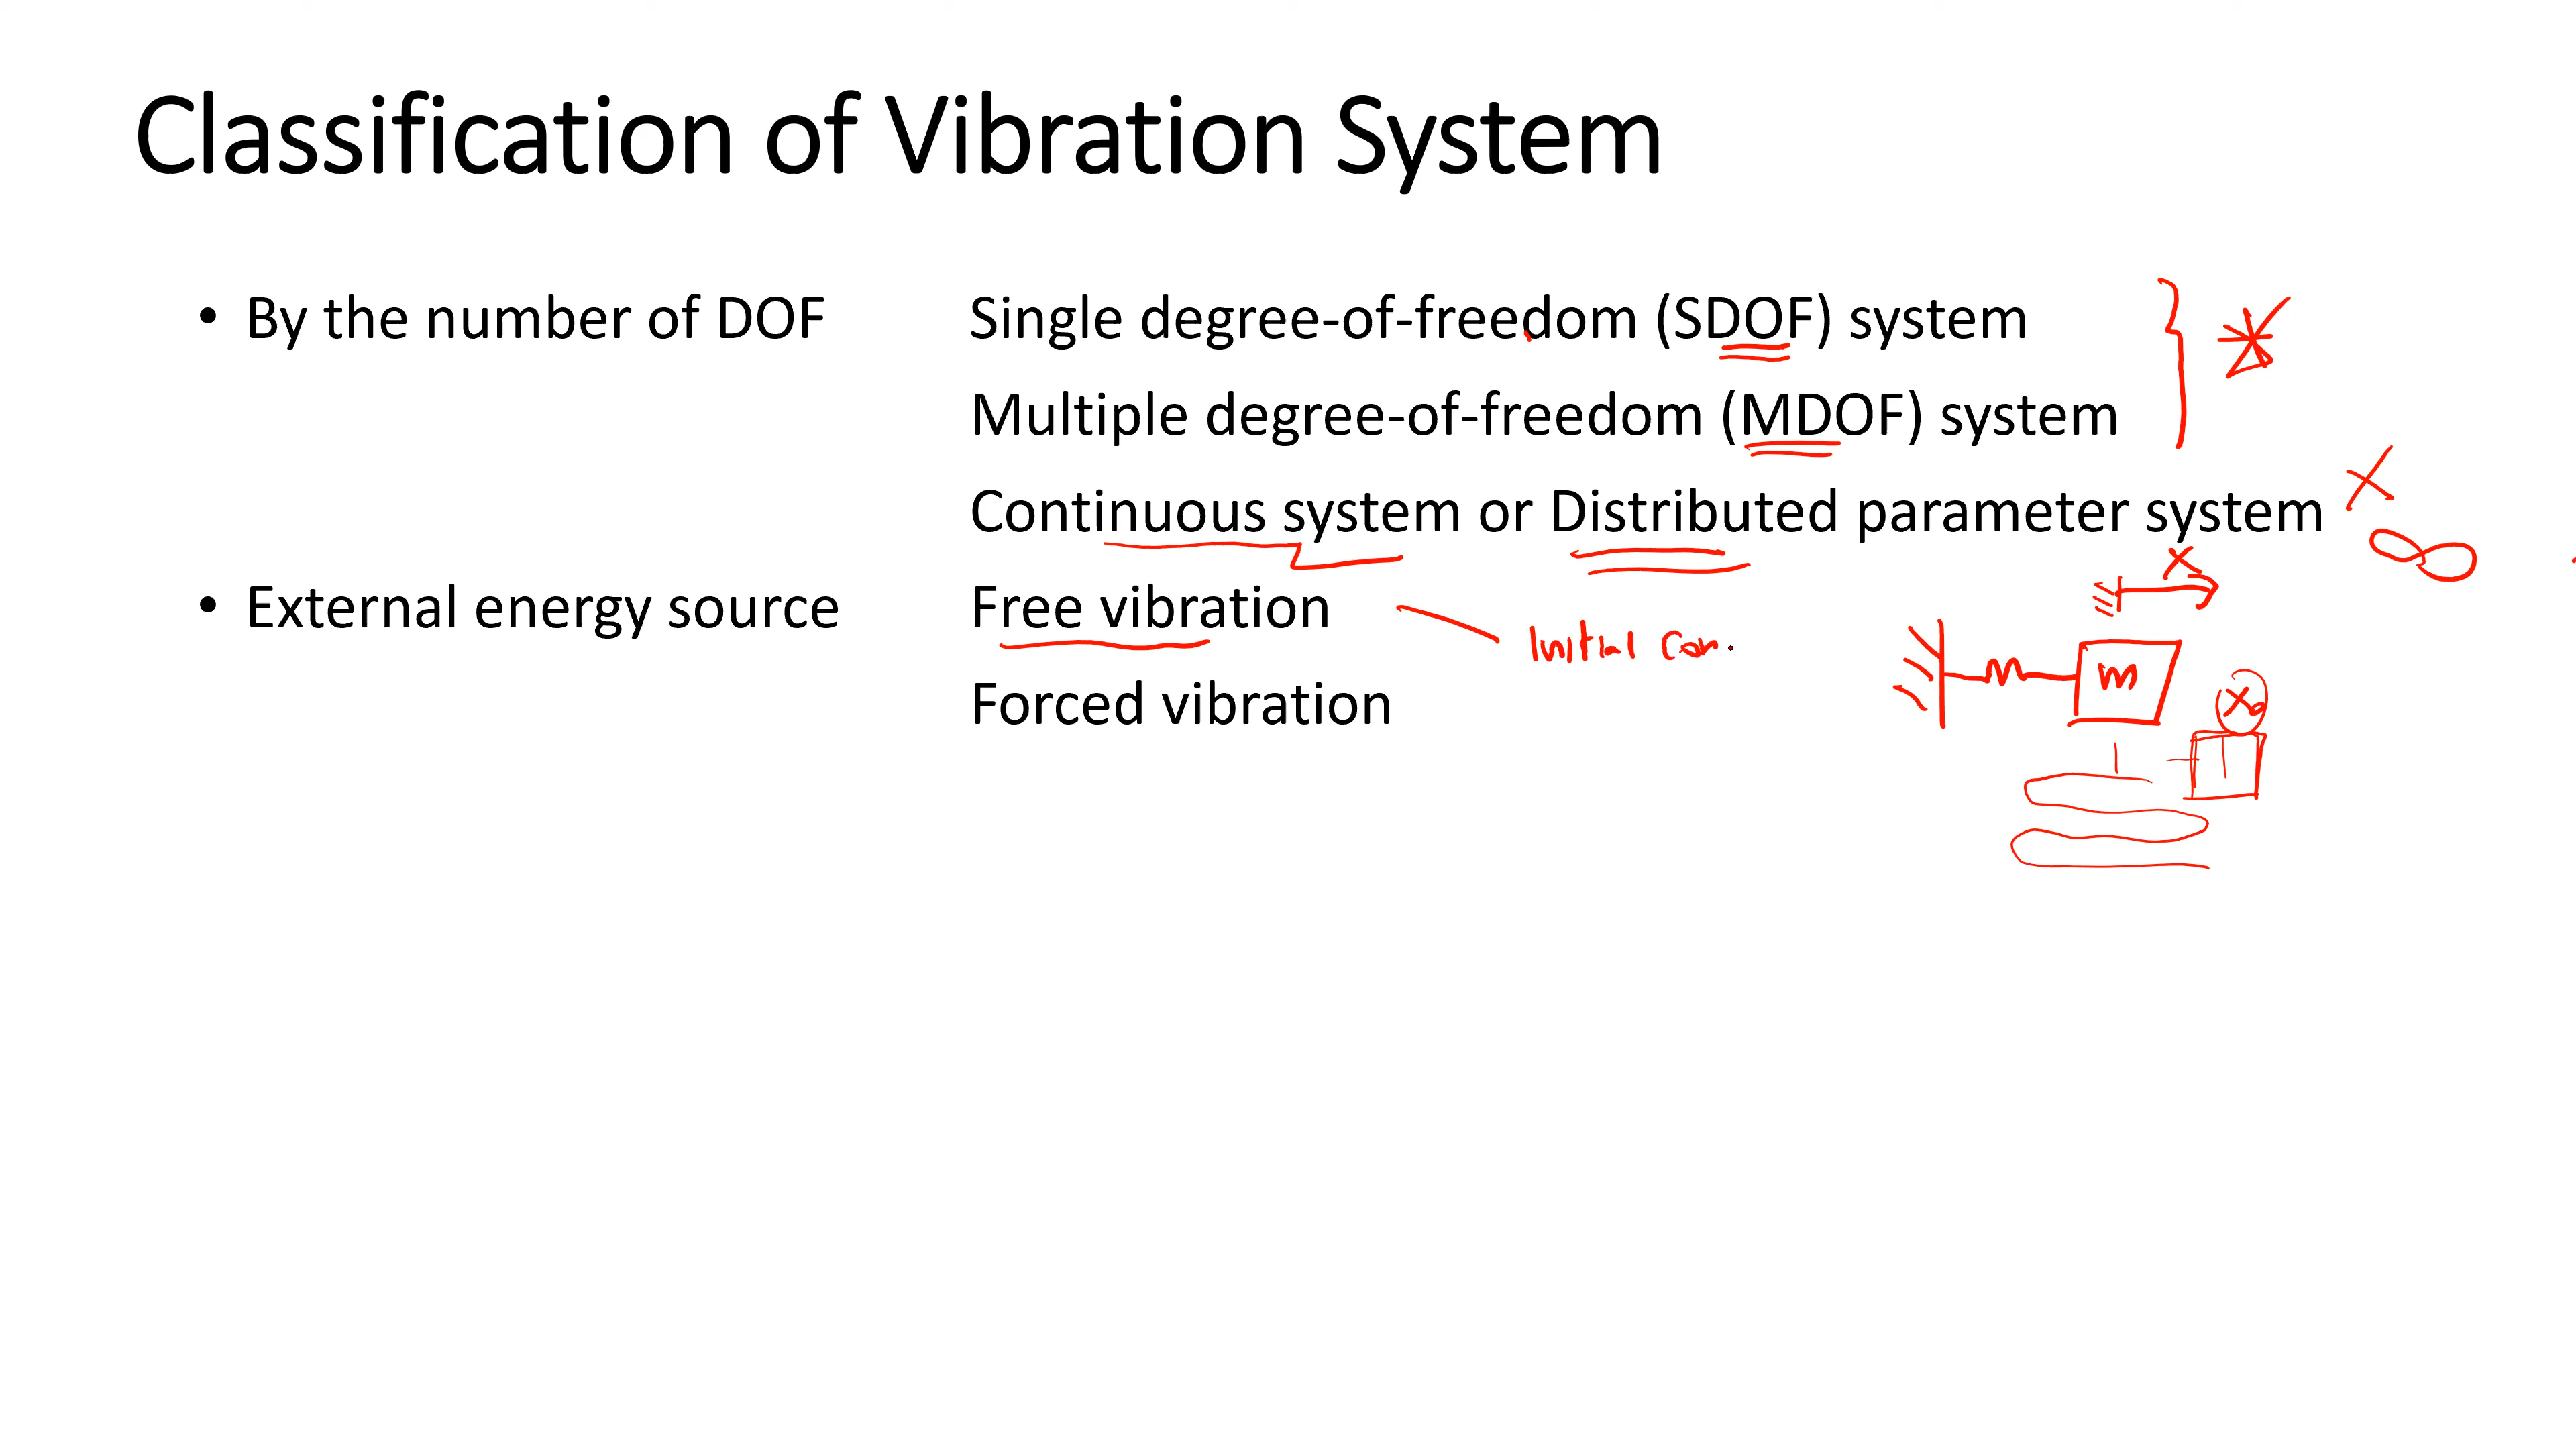 Classification of Vibration System
• By the number of DOF Single degree-of-freedom (SDOF) system
Multiple degree-of-freedom (MDOF) system
Continuous system or Distributed parameter system
x
∞
x
• External energy source Free vibration
Initial con
m
x₀
Forced vibration